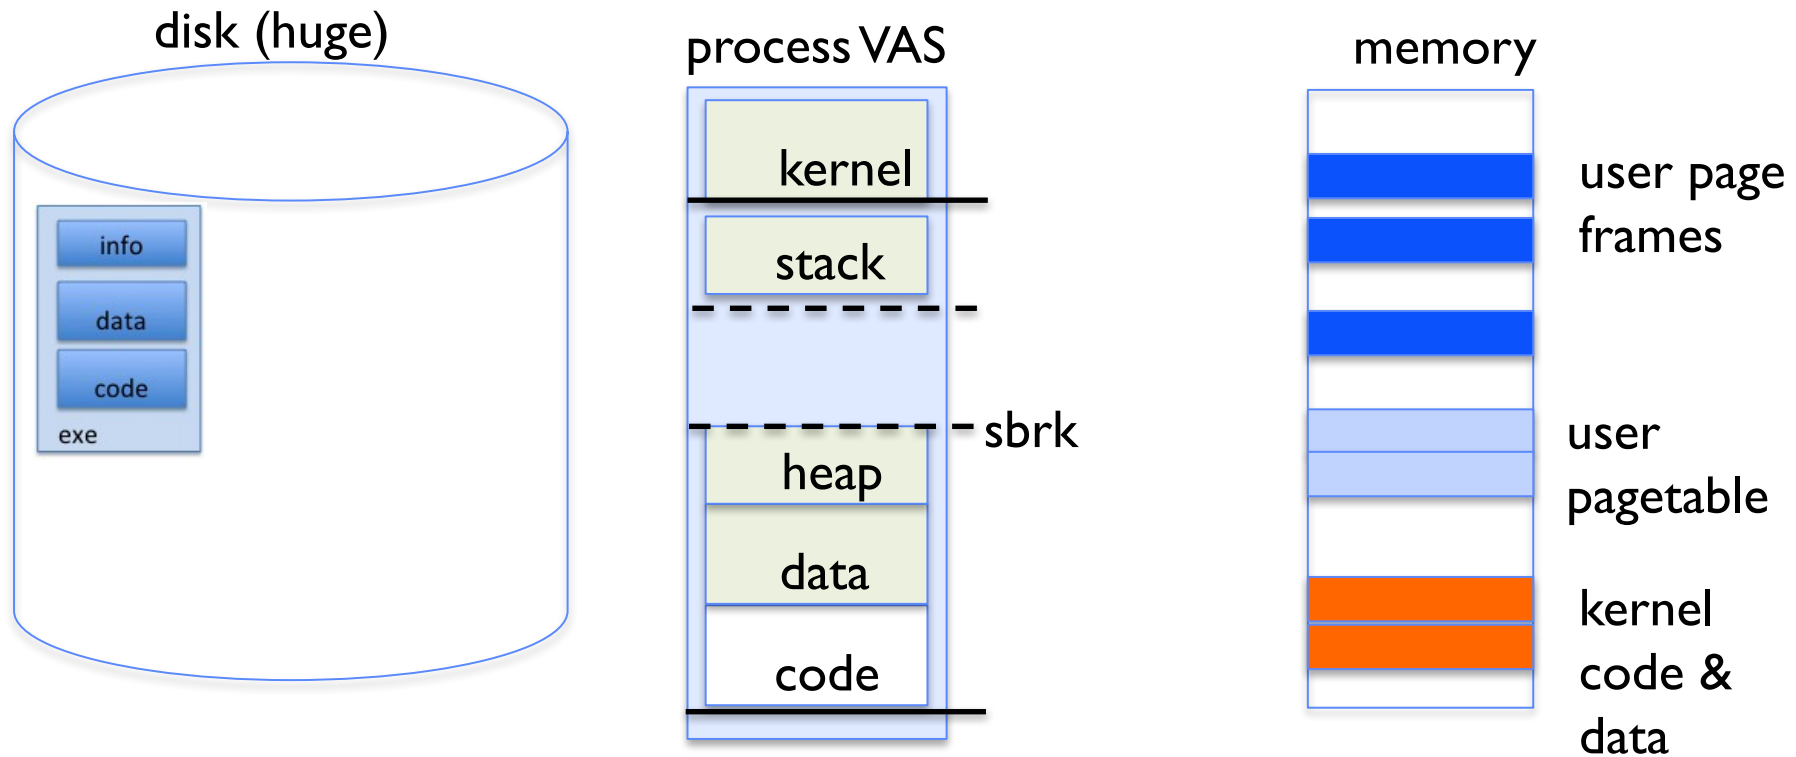 disk (huge)
info
data
code
exe
process VAS
kernel
stack
sbrk
heap
data
code
memory
user page
frames
user
pagetable
kernel
code &
data